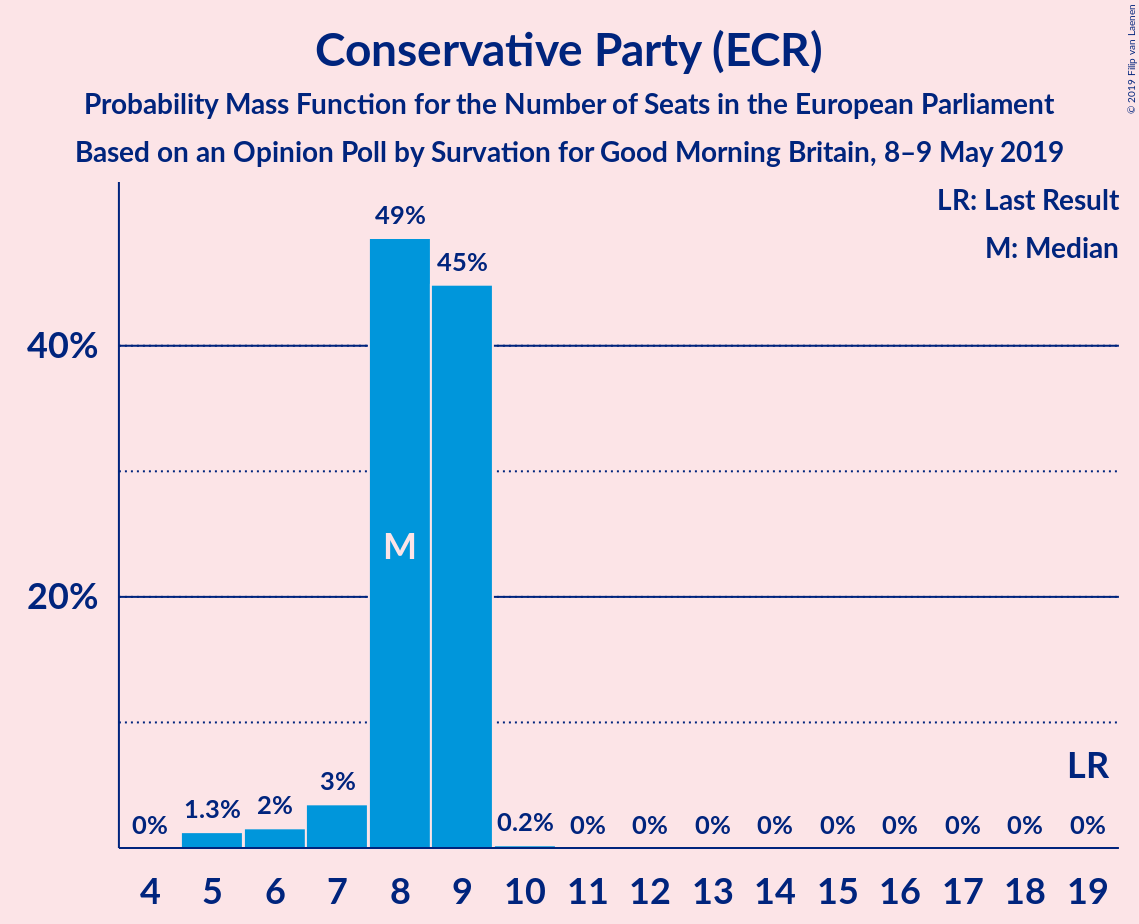 Conservative Party (ECR)
Probability Mass Function for the Number of Seats in the European Parliament
Based on an Opinion Poll by Survation for Good Morning Britain, 8–9 May 2019
© 2019 Filip van Laenen
LR: Last Result
M: Median
40%
20%
0%
1.3%
2%
3%
49%
45%
0.2%
0%
0%
0%
0%
0%
0%
0%
0%
0%
M
LR
4 5 6 7 8 9 10 11 12 13 14 15 16 17 18 19